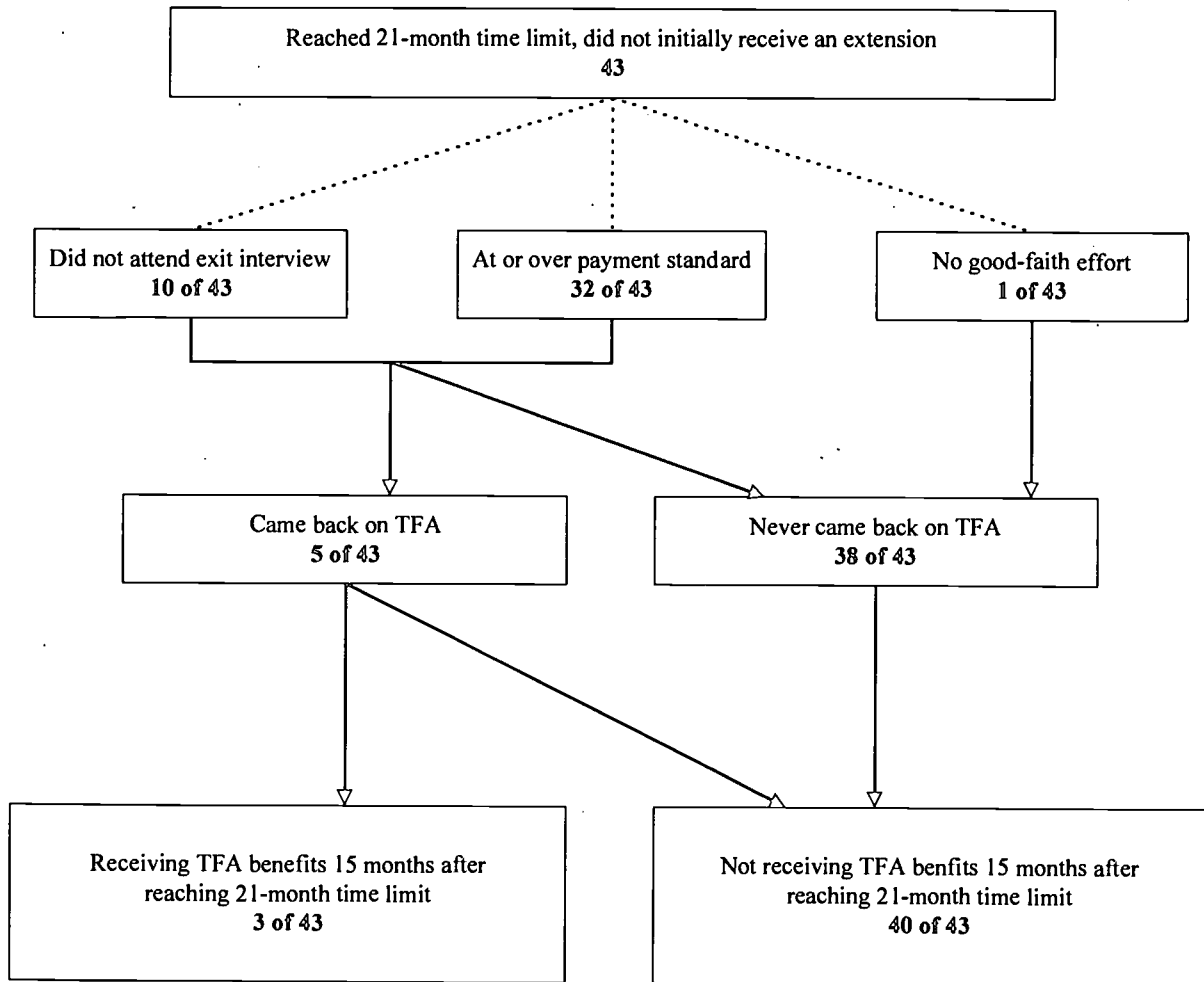 Reached 21-month time limit, did not initially receive an extension
43
Did not attend exit interview
10 of 43
At or over payment standard
32 of 43
No good-faith effort
1 of 43
Came back on TFA
5 of 43
Never came back on TFA
38 of 43
Receiving TFA benefits 15 months after
reaching 21-month time limit
3 of 43
Not receiving TFA benfits 15 months after
reaching 21-month time limit
40 of 43